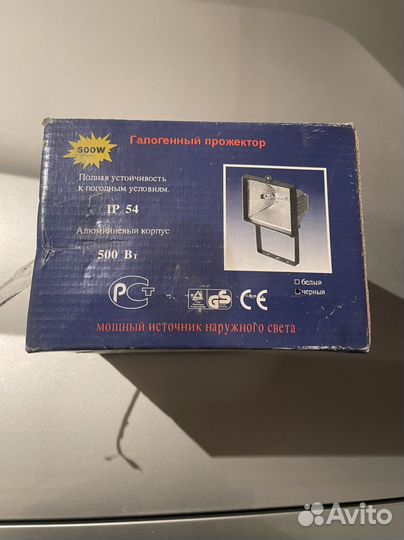 500W
Галогенный прожектор
Полная устойчивость
к погодным условиям.
IP 54
Алюминиевый корпус
500 Вт
РСТ
GS
CE
белый
черный
мощный источник наружного света
Avito